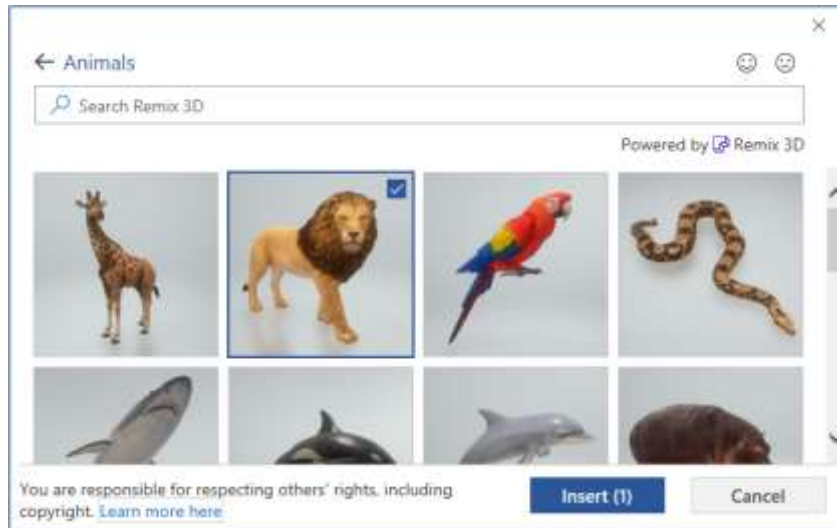 Animals
Search Remix 3D
Powered by Remix 3D
You are responsible for respecting others' rights, including
copyright. Learn more here
Insert (1)
Cancel